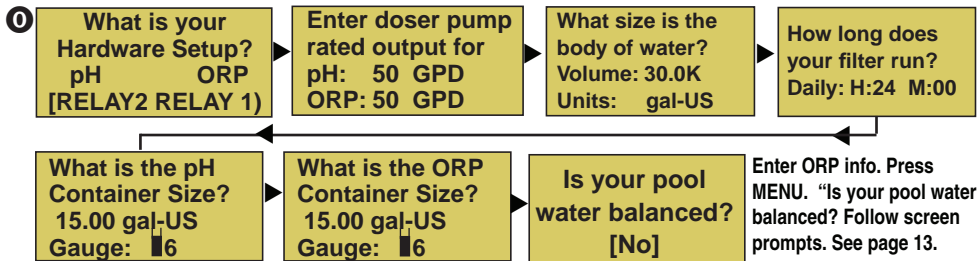 O
What is your
Hardware Setup?
pH ORP
[RELAY2 RELAY 1)
Enter doser pump
rated output for
pH: 50 GPD
ORP: 50 GPD
What size is the
body of water?
Volume: 30.0K
Units: gal-US
How long does
your filter run?
Daily: H:24 M:00
What is the pH
Container Size?
15.00 gal-US
Gauge: 6
What is the ORP
Container Size?
15.00 gal-US
Gauge: 6
Is your pool
water balanced?
[No]
Enter ORP info. Press
MENU. “Is your pool water
balanced? Follow screen
prompts. See page 13.